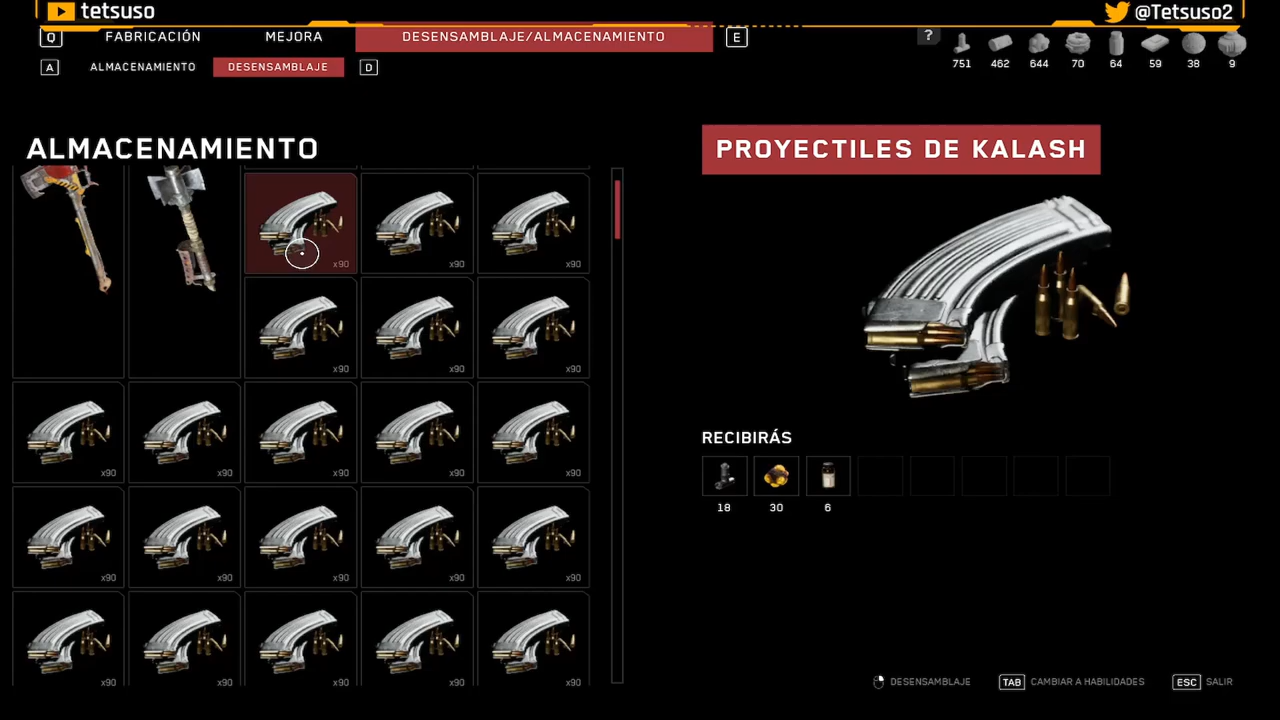 tetsuso
@Tetsuso2
Q FABRICACIÓN MEJORA DESENSAMBLAJE/ALMACENAMIENTO E
?
A ALMACENAMIENTO DESENSAMBLAJE D
751 462 644 70 64 59 38 9
ALMACENAMIENTO
PROYECTILES DE KALASH
x90 x90 x90
x90 x90 x90
x90 x90 x90 x90 x90
x90 x90 x90 x90 x90
x90 x90 x90 x90 x90
RECIBIRÁS
18 30 6
DESENSAMBLAJE TAB CAMBIAR A HABILIDADES ESC SALIR